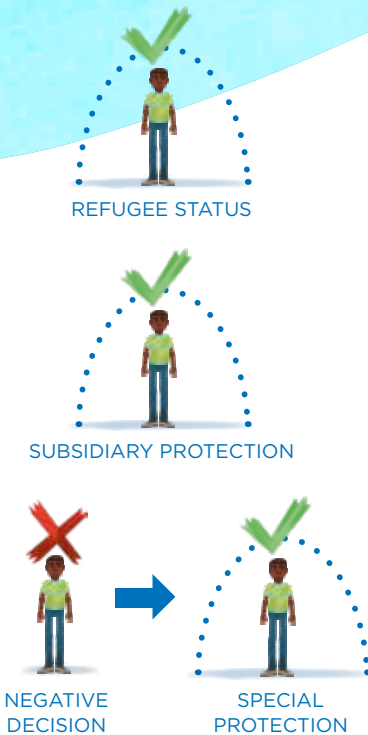 REFUGEE STATUS
SUBSIDIARY PROTECTION
NEGATIVE
DECISION
SPECIAL
PROTECTION